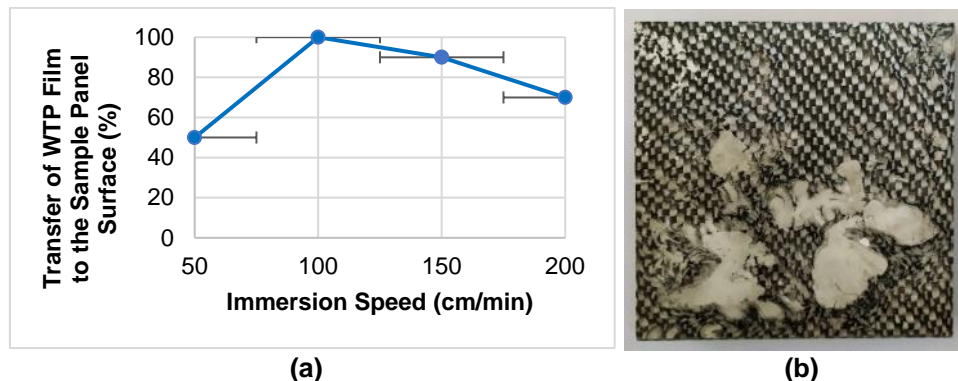 Transfer of WTP Film
to the Sample Panel
Surface (%)
100
80
60
40
20
0
50 100 150 200
Immersion Speed (cm/min)
(a) (b)